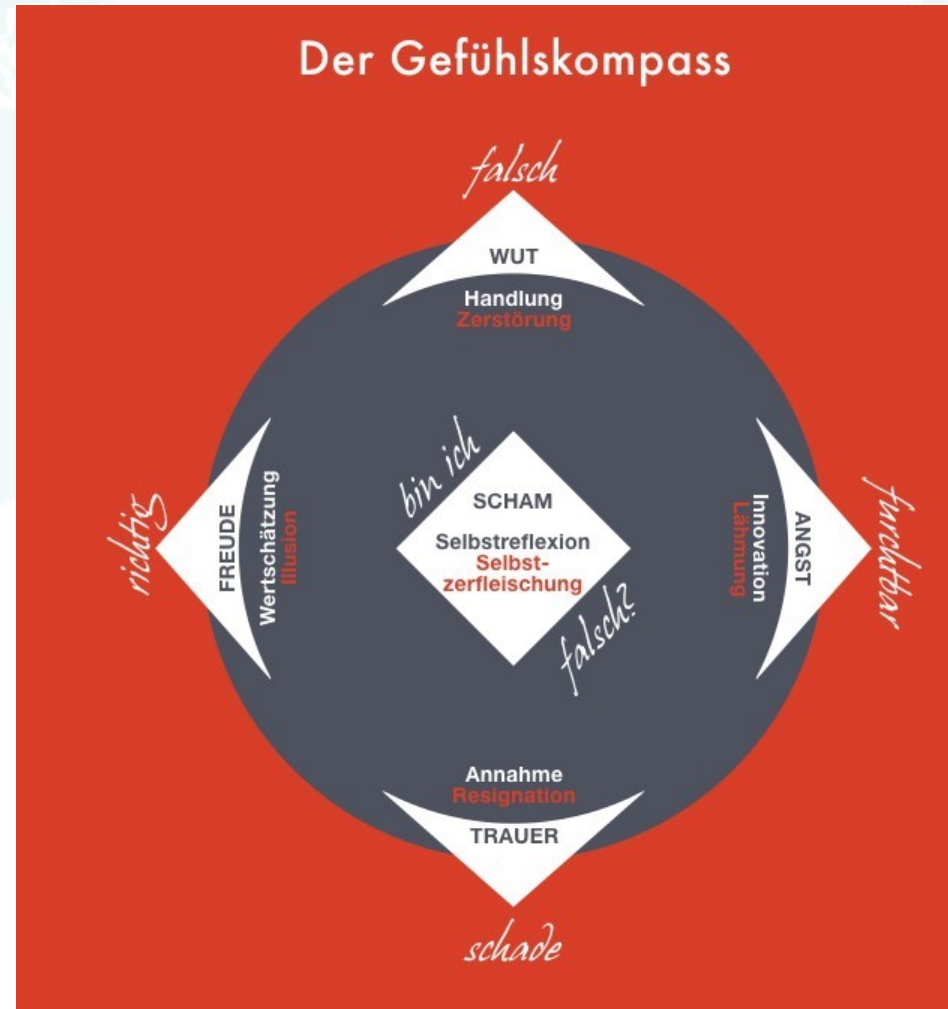 Der Gefühlskompass
falsch
WUT
Handlung
Zerstörung
richtig
FREUDE
Wertschätzung
Illusion
bin ich
SCHAM
Selbstreflexion
Selbst-
zerfleischung
falsch?
Innovation
Lähmung
ANGST
furchtbar
Annahme
Resignation
TRAUER
schade